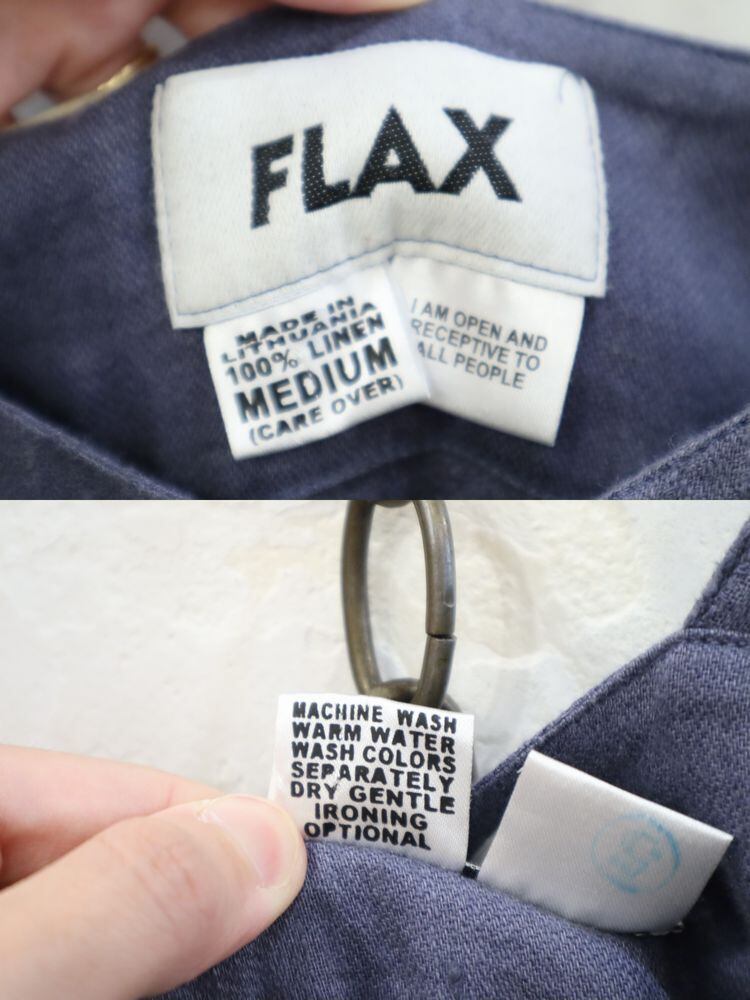 FLAX
MADE IN
LITHUANIA
100% LINEN
MEDIUM
(CARE OVER)
I AM OPEN AND
RECEPTIVE TO
ALL PEOPLE
MACHINE WASH
WARM WATER
WASH COLORS
SEPARATELY
DRY GENTLE
IRONING
OPTIONAL